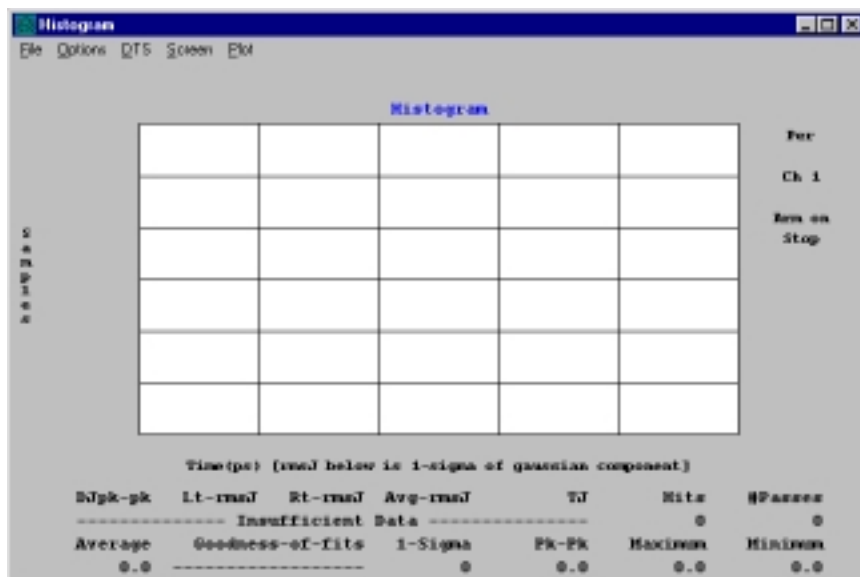 Histogram
File Options DTS Screen Plot
Histogram
Per
Ch 1
Arm on
Stop
Samples
Time(ps) [rmsJ below is 1-sigma of gaussian component]
DJpk-pk Lt-rmsJ Rt-rmsJ Avg-rmsJ TJ Hits #Passes
--------------- Insufficient Data ---------------- 0 0
Average Goodness-of-fits 1-Sigma Pk-Pk Maximum Minimum
0.0 ------------------- 0 0.0 0.0 0.0